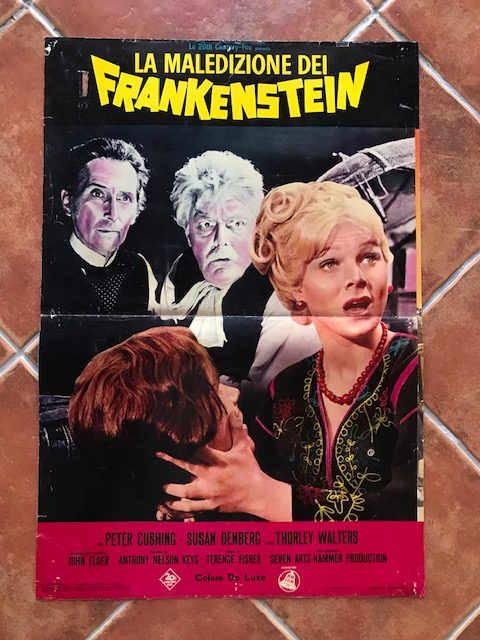 La 20th Century-Fox presenta
LA MALEDIZIONE DEI
FRANKENSTEIN
PETER CUSHING - SUSAN DENBERG THORLEY WALTERS
JOHN ELDER ANTHONY NELSON KEYS TERENCE FISHER SEVEN ARTS-HAMMER PRODUCTION
20
Colore De Luxe